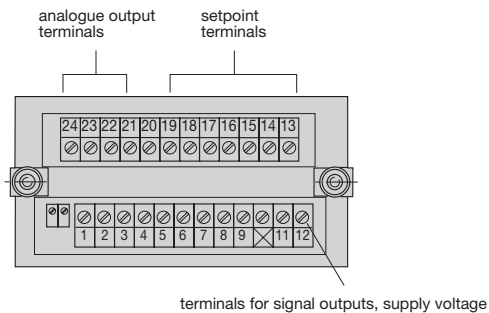 analogue output
terminals
setpoint
terminals
24 23 22 21 20 19 18 17 16 15 14 13
1 2 3 4 5 6 7 8 9 11 12
terminals for signal outputs, supply voltage